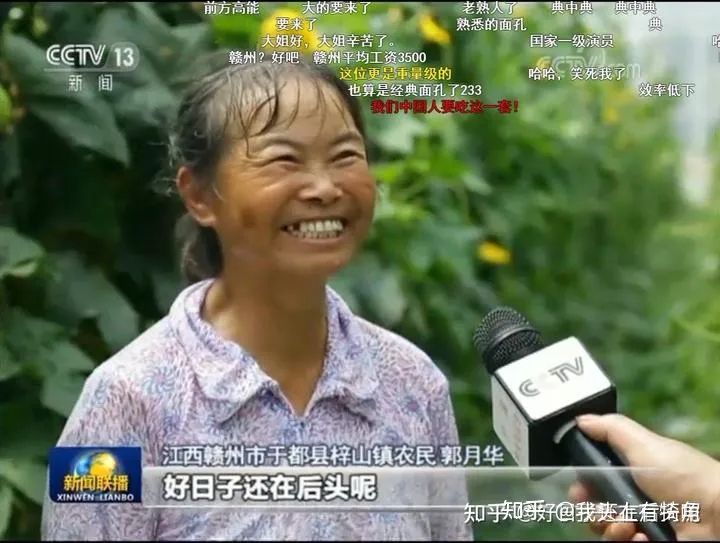 前方高能 大的要来了 老熟人了 典中典 典中典
要来了 熟悉的面孔 典
大姐好，大姐辛苦了。 国家一级演员
赣州？好吧 赣州平均工资3500
CCTV 13
CCTV.com
这位更是重量级的 哈哈，笑死我了
新闻
也算是经典面孔了233 效率低下
我们中国人要吃这一套！
CCTV
江西赣州市于都县梓山镇农民 郭月华
新闻联播
XINWEN LIANBO
好日子还在后头呢
知乎